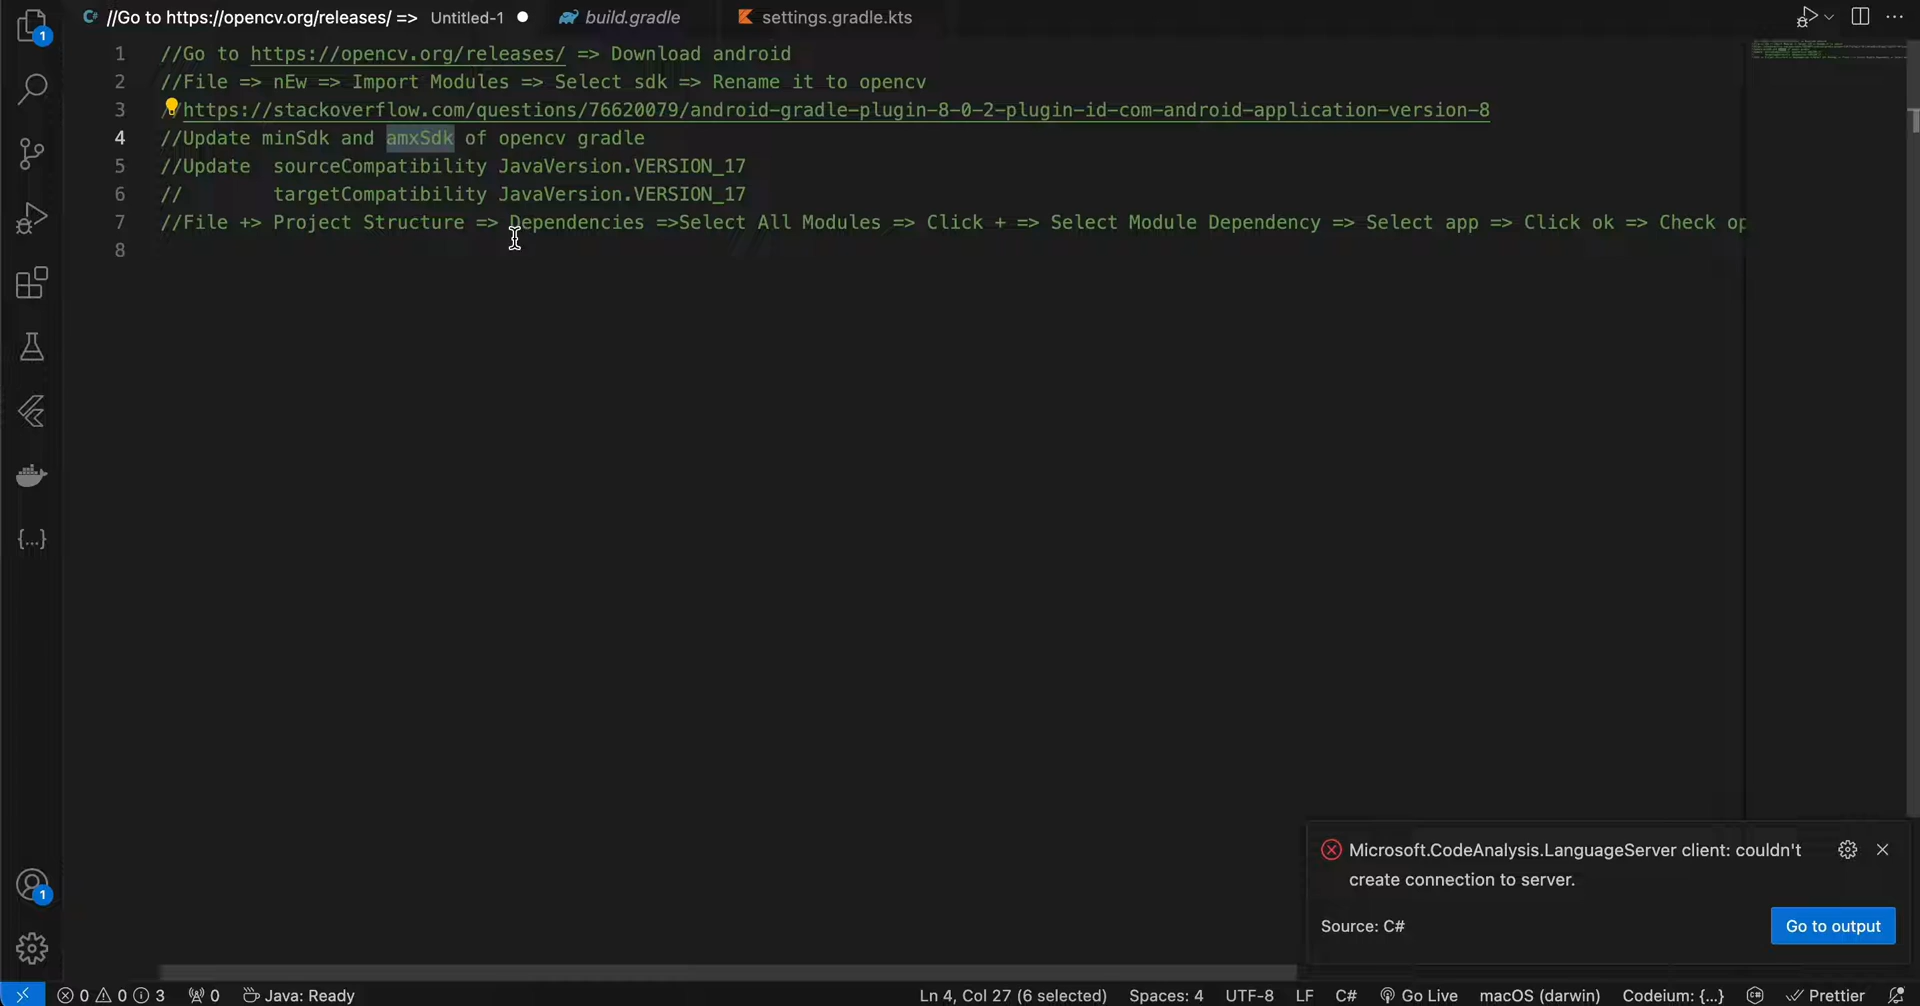 //Go to https://opencv.org/releases/ => Untitled-1
build.gradle
settings.gradle.kts
1 //Go to https://opencv.org/releases/ => Download android
2 //File => nEw => Import Modules => Select sdk => Rename it to opencv
3 //https://stackoverflow.com/questions/76620079/android-gradle-plugin-8-0-2-plugin-id-com-android-application-version-8
4 //Update minSdk and amxSdk of opencv gradle
5 //Update  sourceCompatibility JavaVersion.VERSION_17
6 //        targetCompatibility JavaVersion.VERSION_17
7 //File +> Project Structure => Dependencies =>Select All Modules => Click + => Select Module Dependency => Select app => Click ok => Check op
8
1
{...}
1
Microsoft.CodeAnalysis.LanguageServer client: couldn't
create connection to server.
Source: C#
Go to output
0 0 3 0 Java: Ready Ln 4, Col 27 (6 selected) Spaces: 4 UTF-8 LF C# Go Live macOS (darwin) Codeium: {...} Prettier